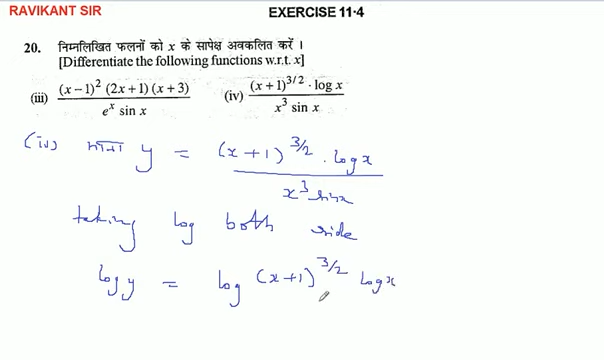 RAVIKANT SIR
EXERCISE 11·4
20. निम्नलिखित फलनों को x के सापेक्ष अवकलित करें ।
[Differentiate the following functions w.r.t. x]
(iii) (x − 1)² (2x + 1) (x + 3) / eˣ sin x (iv) (x + 1)^{3/2} · log x / x³ sin x
(iv) माना y = (x+1)^{3/2} . log x / x³ sin x
taking log both side
log y = log (x+1)^{3/2} log x